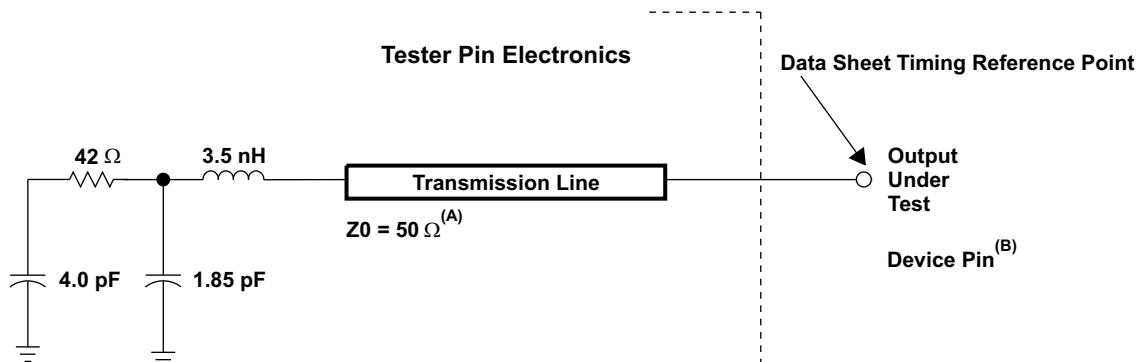 Tester Pin Electronics
Data Sheet Timing Reference Point
42 Ω
3.5 nH
Transmission Line
Output
Under
Test
Z0 = 50 Ω(A)
Device Pin(B)
4.0 pF
1.85 pF